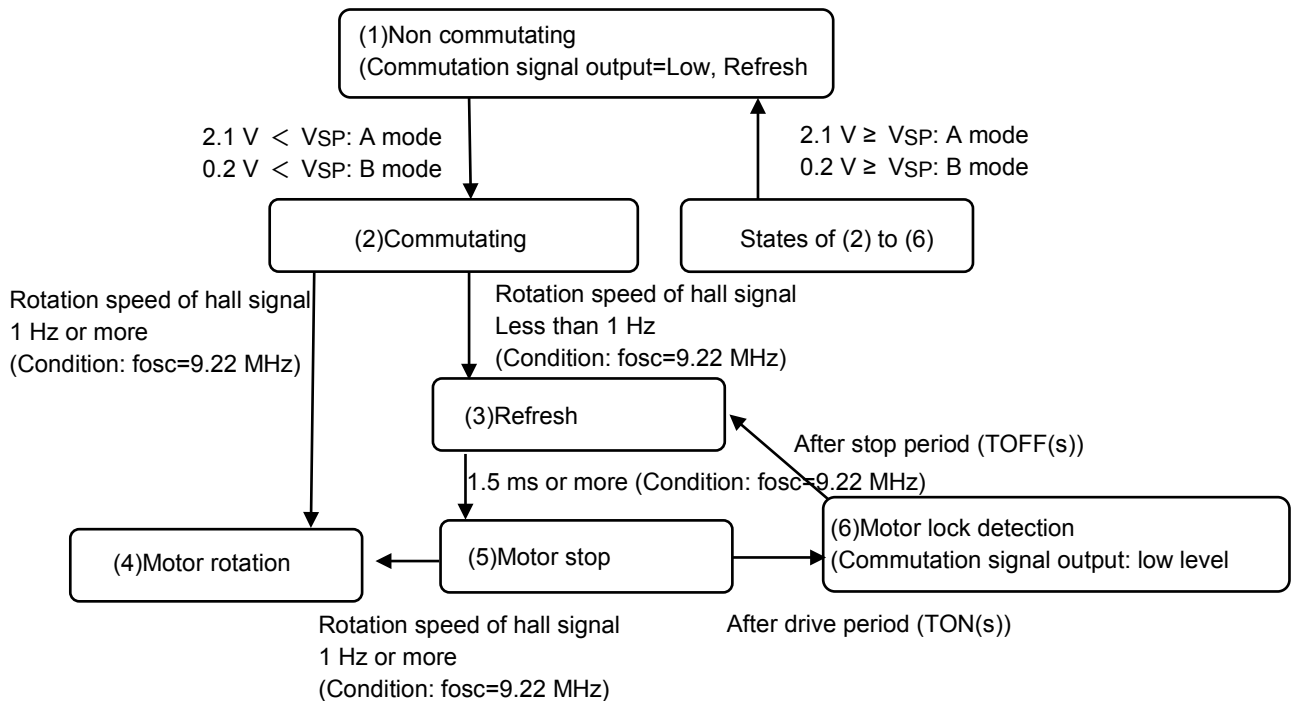 (1)Non commutating
(Commutation signal output=Low, Refresh
2.1 V ＜ VSP: A mode
0.2 V ＜ VSP: B mode
2.1 V ≥ VSP: A mode
0.2 V ≥ VSP: B mode
(2)Commutating
States of (2) to (6)
Rotation speed of hall signal
1 Hz or more
(Condition: fosc=9.22 MHz)
Rotation speed of hall signal
Less than 1 Hz
(Condition: fosc=9.22 MHz)
(3)Refresh
After stop period (TOFF(s))
1.5 ms or more (Condition: fosc=9.22 MHz)
(4)Motor rotation
(5)Motor stop
(6)Motor lock detection
(Commutation signal output: low level
Rotation speed of hall signal
1 Hz or more
(Condition: fosc=9.22 MHz)
After drive period (TON(s))